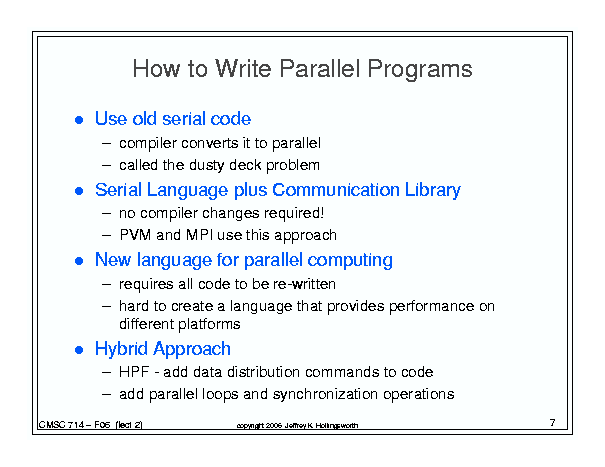 How to Write Parallel Programs
● Use old serial code
– compiler converts it to parallel
– called the dusty deck problem
● Serial Language plus Communication Library
– no compiler changes required!
– PVM and MPI use this approach
● New language for parallel computing
– requires all code to be re-written
– hard to create a language that provides performance on
different platforms
● Hybrid Approach
– HPF - add data distribution commands to code
– add parallel loops and synchronization operations
CMSC 714 – F06 (lect 2)
copyright 2006 Jeffrey K. Hollingsworth
7